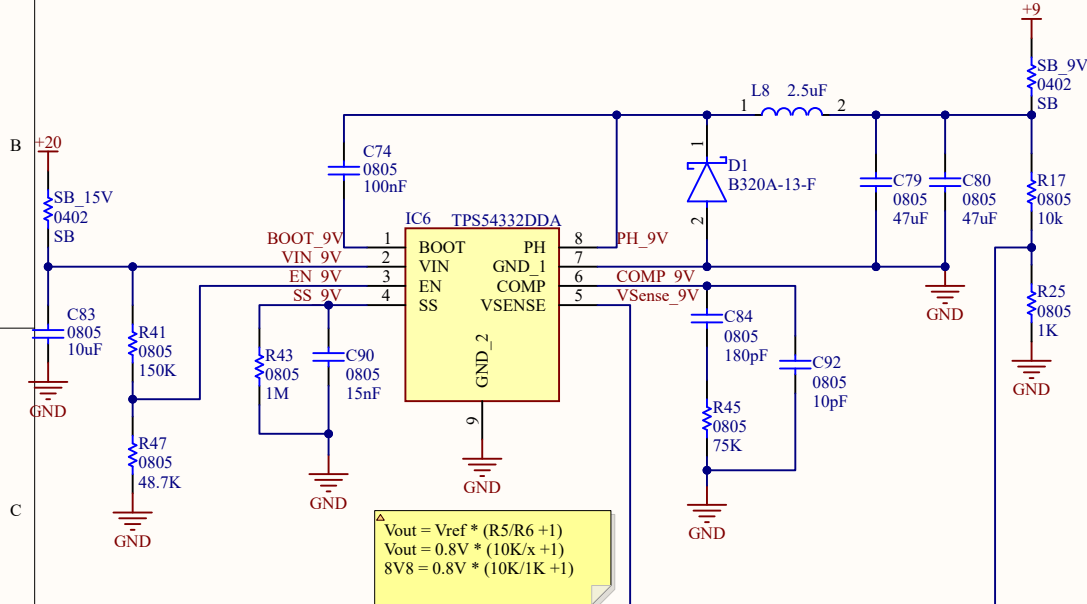 +9
SB_9V
0402
SB
L8 2.5uF
1 2
B
+20
C74
0805
100nF
1
D1
B320A-13-F
2
C79
0805
47uF
C80
0805
47uF
R17
0805
10k
SB_15V
0402
SB
IC6 TPS54332DDA
BOOT_9V 1 BOOT PH 8 PH_9V
VIN_9V 2 VIN GND_1 7
EN_9V 3 EN COMP 6 COMP_9V
SS_9V 4 SS VSENSE 5 VSense_9V
GND_2
9
GND
R25
0805
1K
GND
C83
0805
10uF
GND
R41
0805
150K
R43
0805
1M
C90
0805
15nF
C84
0805
180pF
C92
0805
10pF
R45
0805
75K
R47
0805
48.7K
GND
GND
GND
GND
C
Vout = Vref * (R5/R6 +1)
Vout = 0.8V * (10K/x +1)
8V8 = 0.8V * (10K/1K +1)